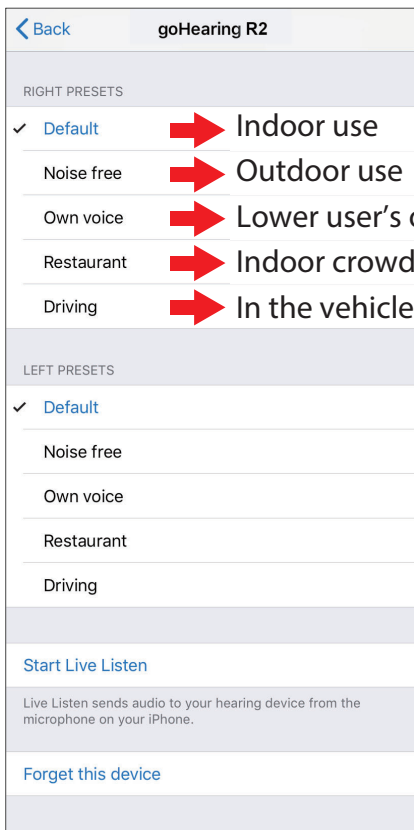 Back goHearing R2
RIGHT PRESETS
✓ Default Indoor use
Noise free Outdoor use
Own voice Lower user's
Restaurant Indoor crowd
Driving In the vehicle
LEFT PRESETS
✓ Default
Noise free
Own voice
Restaurant
Driving
Start Live Listen
Live Listen sends audio to your hearing device from the
microphone on your iPhone.
Forget this device